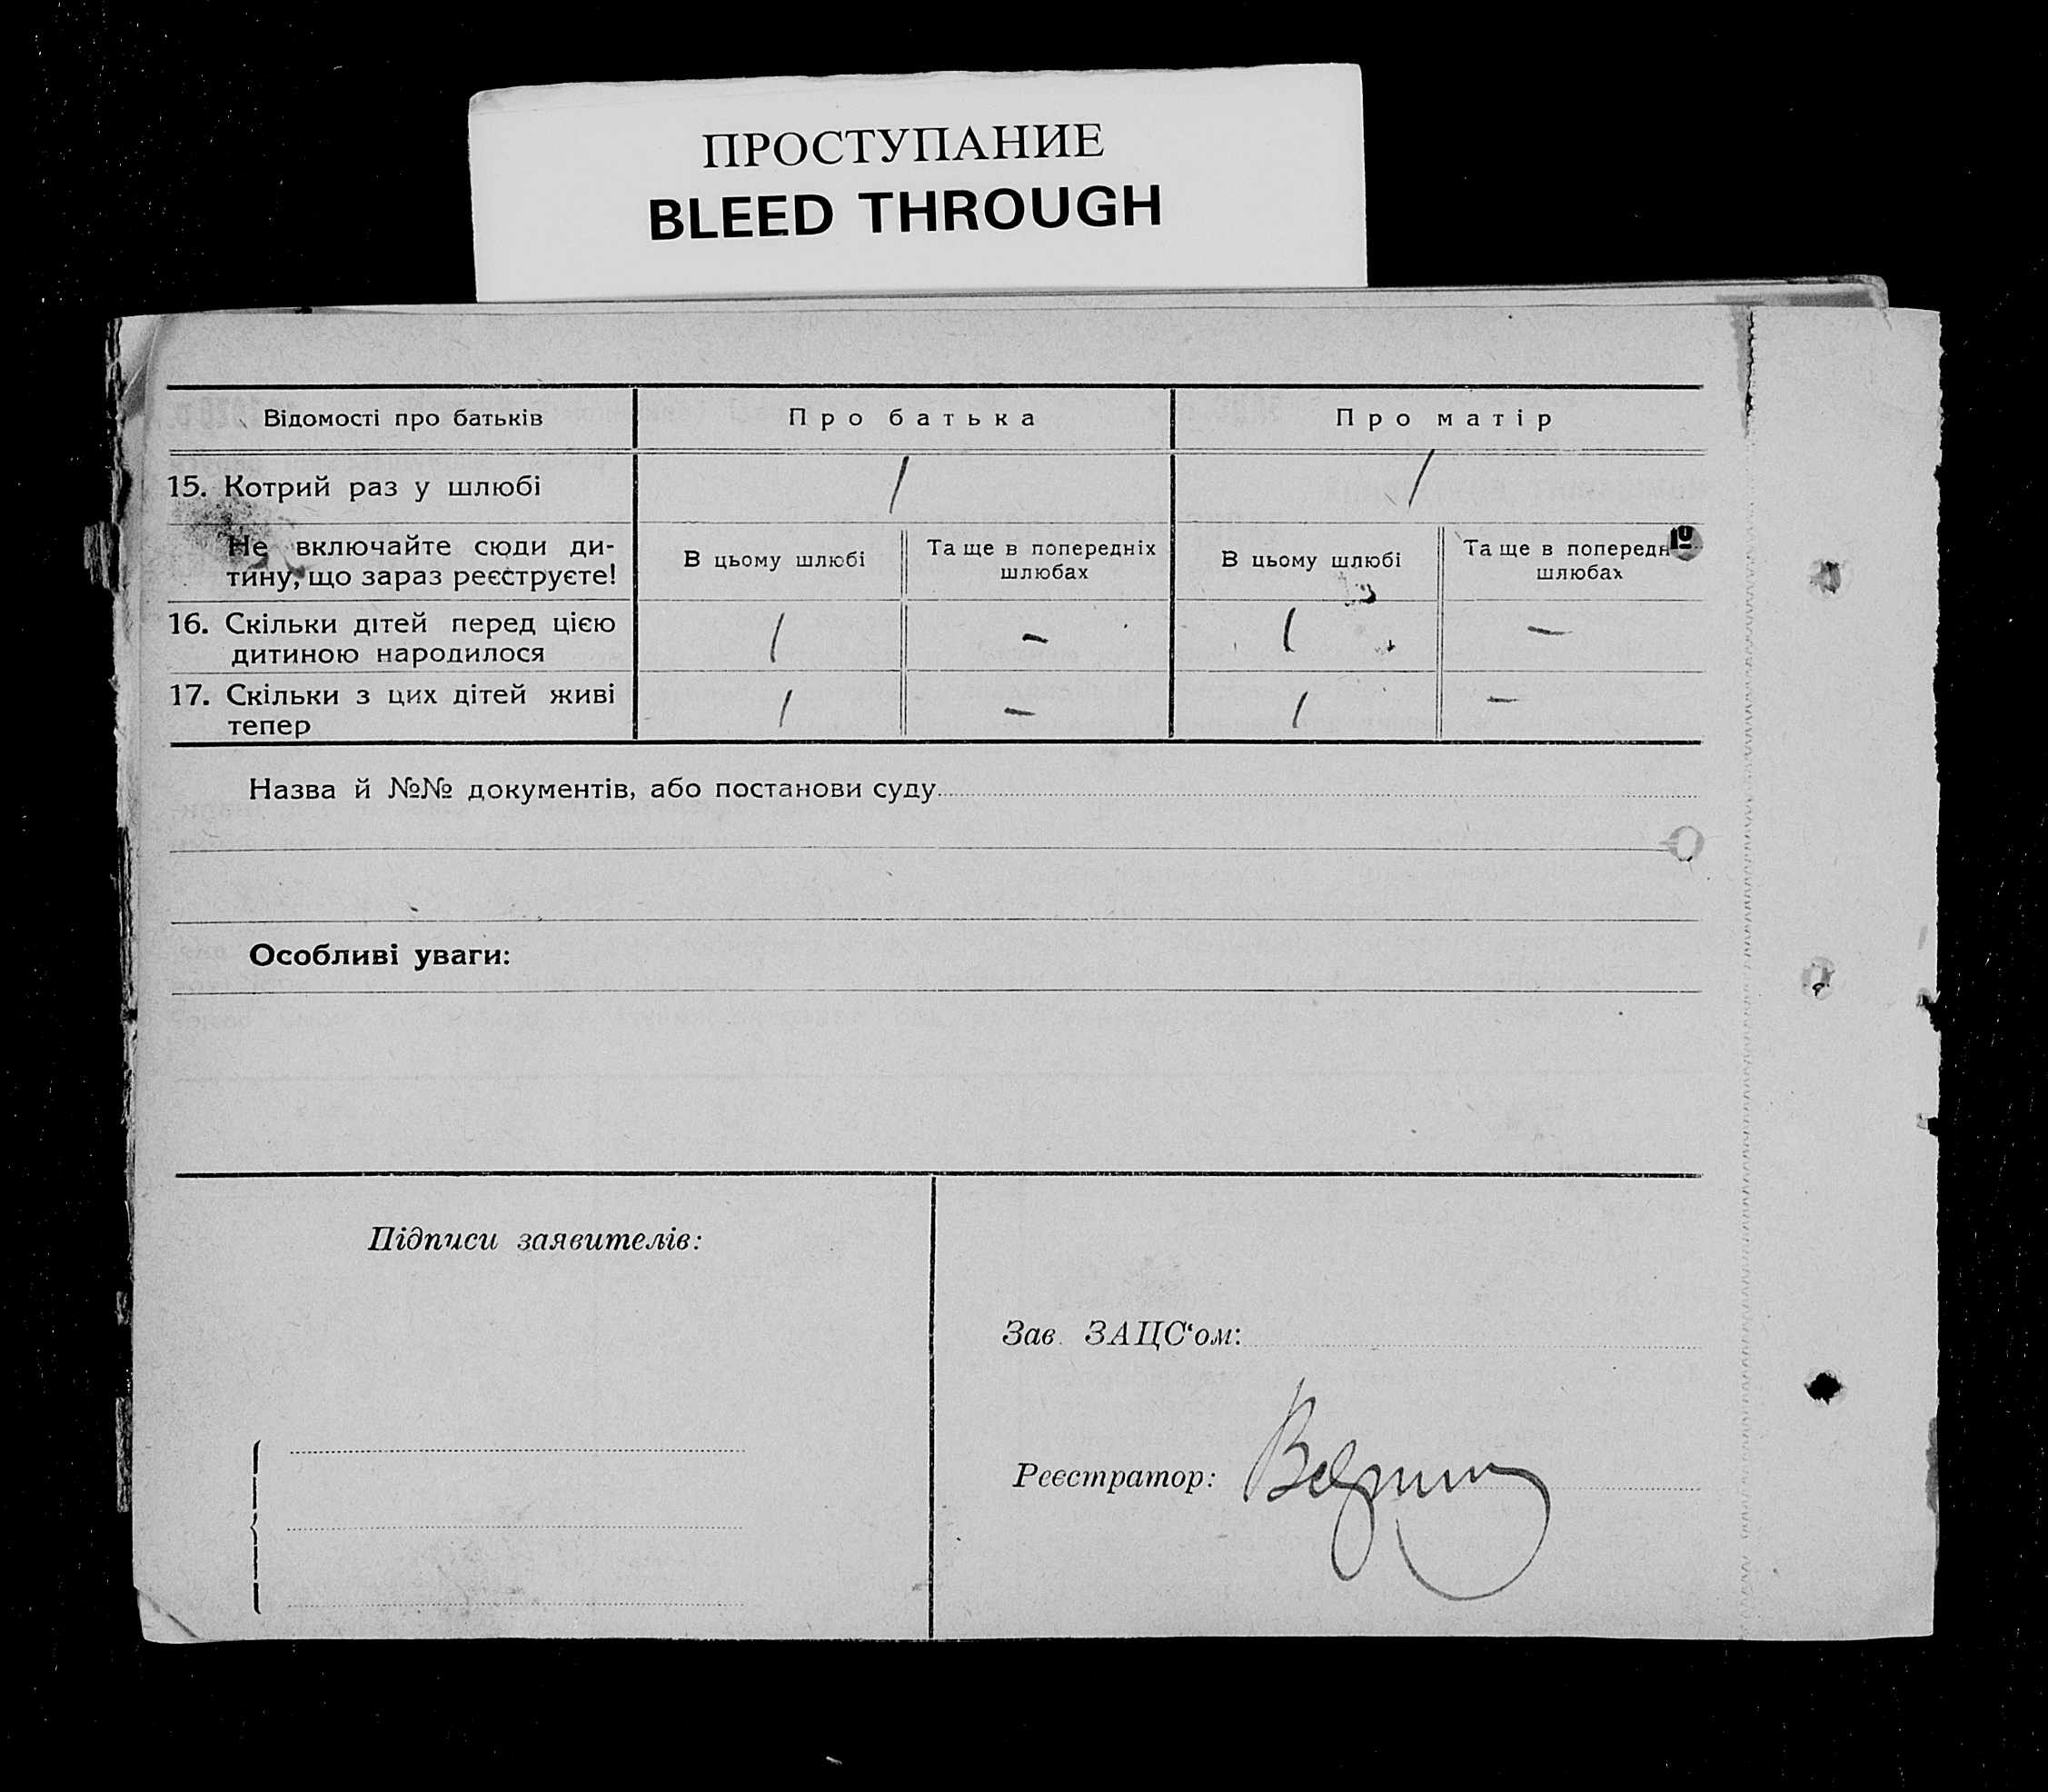 ПРОСТУПАНИЕ
BLEED THROUGH
Відомості про батьків
Про батька
Про матір
15. Котрий раз у шлюбі
1
1
Не включайте сюди ди-
тину, що зараз реєструєте!
В цьому шлюбі
Та ще в попередніх
шлюбах
В цьому шлюбі
Та ще в попередн
шлюбах
16. Скільки дітей перед цією
дитиною народилося
1
-
1
-
17. Скільки з цих дітей живі
тепер
1
-
1
-
Назва й №№ документів, або постанови суду
Особливі уваги:
Підписи заявителів:
Зав. ЗАЦС‘ом:
Реєстратор: